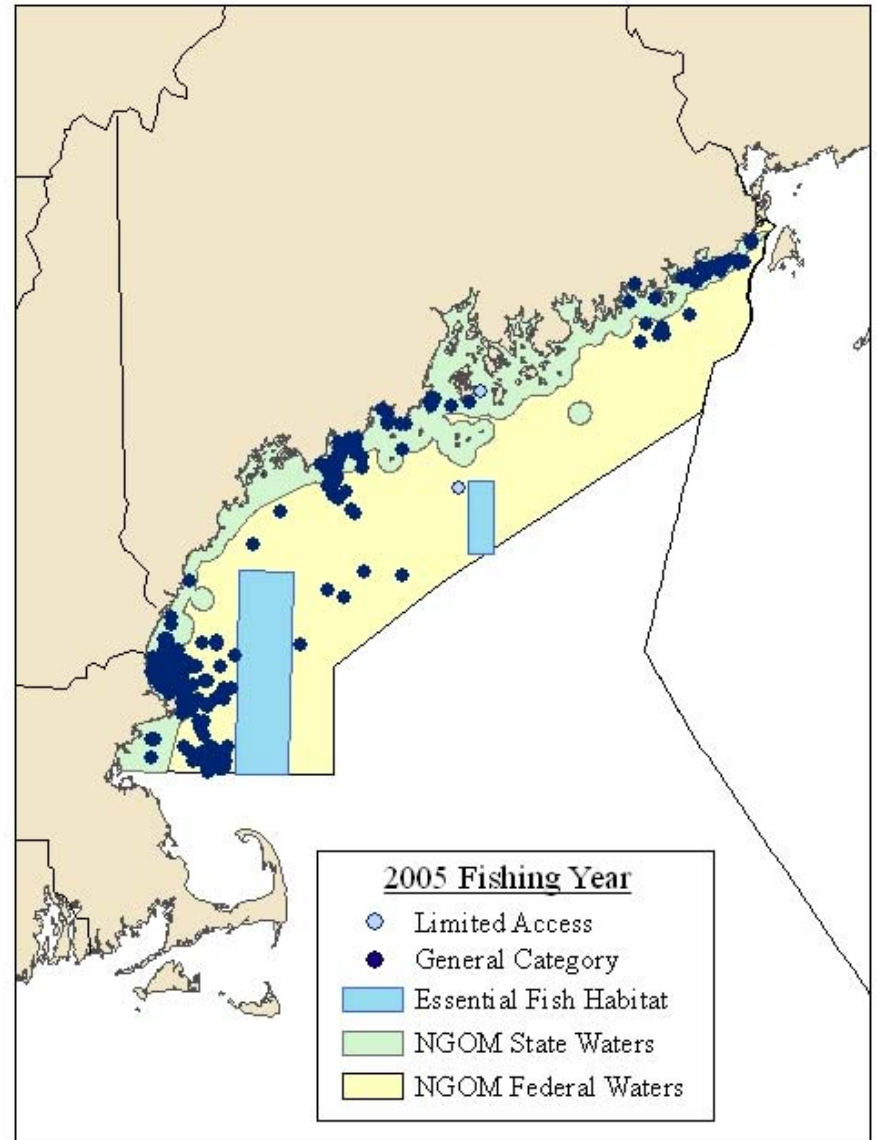 2005 Fishing Year
Limited Access
General Category
Essential Fish Habitat
NGOM State Waters
NGOM Federal Waters